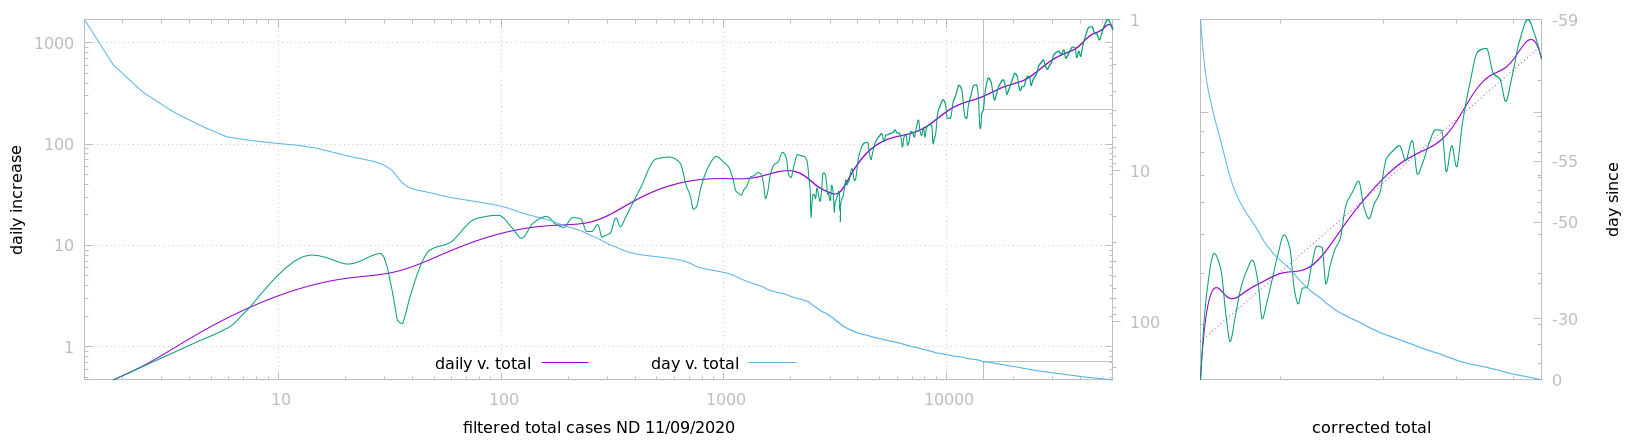 1000
100
10
1
daily increase
10
100
1000
10000
filtered total cases ND 11/09/2020
daily v. total
day v. total
1
10
100
-59
-55
-50
-30
0
day since
corrected total